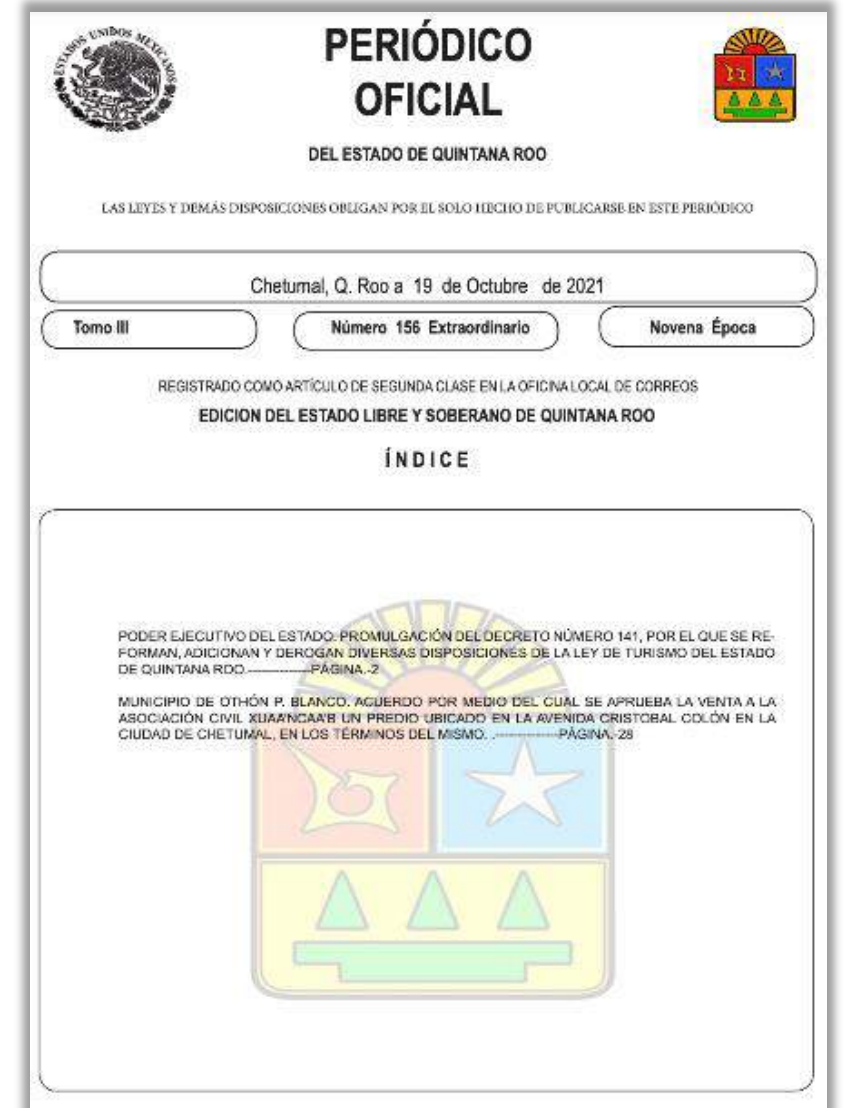 ESTADOS UNIDOS MEXICANOS
PERIÓDICO
OFICIAL
DEL ESTADO DE QUINTANA ROO
LAS LEYES Y DEMÁS DISPOSICIONES OBLIGAN POR EL SOLO HECHO DE PUBLICARSE EN ESTE PERIÓDICO
Chetumal, Q. Roo a 19 de Octubre de 2021
Tomo III
Número 156 Extraordinario
Novena Época
REGISTRADO COMO ARTÍCULO DE SEGUNDA CLASE EN LA OFICINA LOCAL DE CORREOS
EDICION DEL ESTADO LIBRE Y SOBERANO DE QUINTANA ROO
ÍNDICE
PODER EJECUTIVO DEL ESTADO. PROMULGACIÓN DEL DECRETO NÚMERO 141, POR EL QUE SE RE-
FORMAN, ADICIONAN Y DEROGAN DIVERSAS DISPOSICIONES DE LA LEY DE TURISMO DEL ESTADO
DE QUINTANA ROO.---------------PÁGINA.-2
MUNICIPIO DE OTHÓN P. BLANCO. ACUERDO POR MEDIO DEL CUAL SE APRUEBA LA VENTA A LA
ASOCIACIÓN CIVIL XUAA'NCAA'B UN PREDIO UBICADO EN LA AVENIDA CRISTOBAL COLÓN EN LA
CIUDAD DE CHETUMAL, EN LOS TÉRMINOS DEL MISMO. .---------------PÁGINA.-28